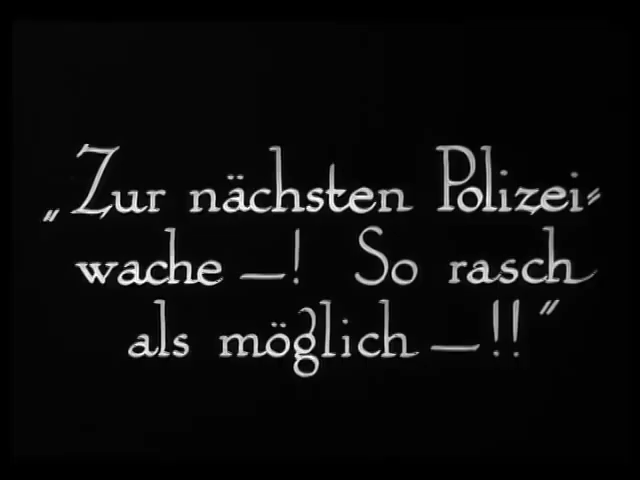 „Zur nächsten Polizei=
wache —! So rasch
als möglich —!!"